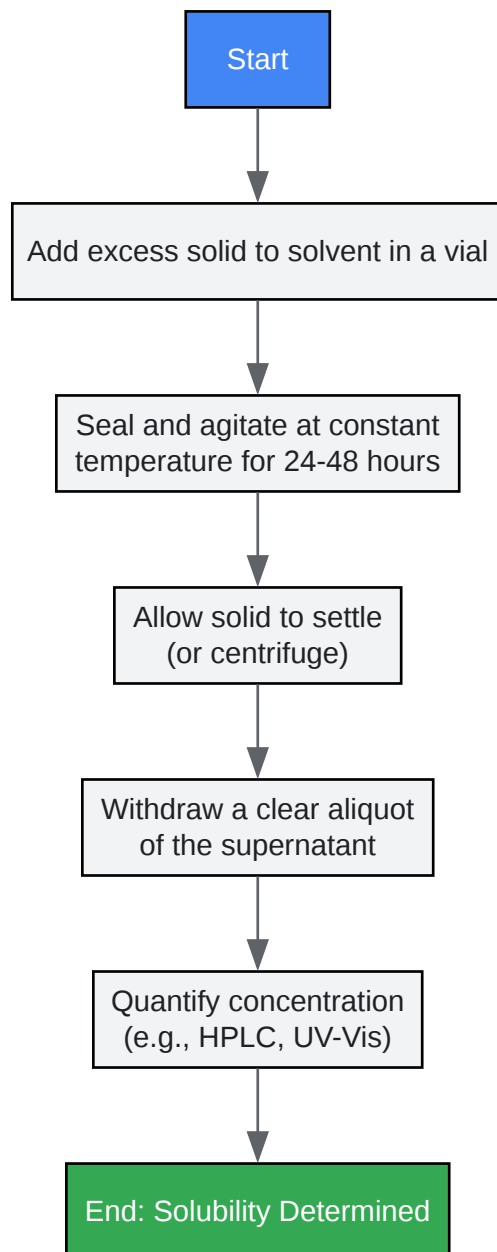 Start
Add excess solid to solvent in a vial
Seal and agitate at constant
temperature for 24-48 hours
Allow solid to settle
(or centrifuge)
Withdraw a clear aliquot
of the supernatant
Quantify concentration
(e.g., HPLC, UV-Vis)
End: Solubility Determined